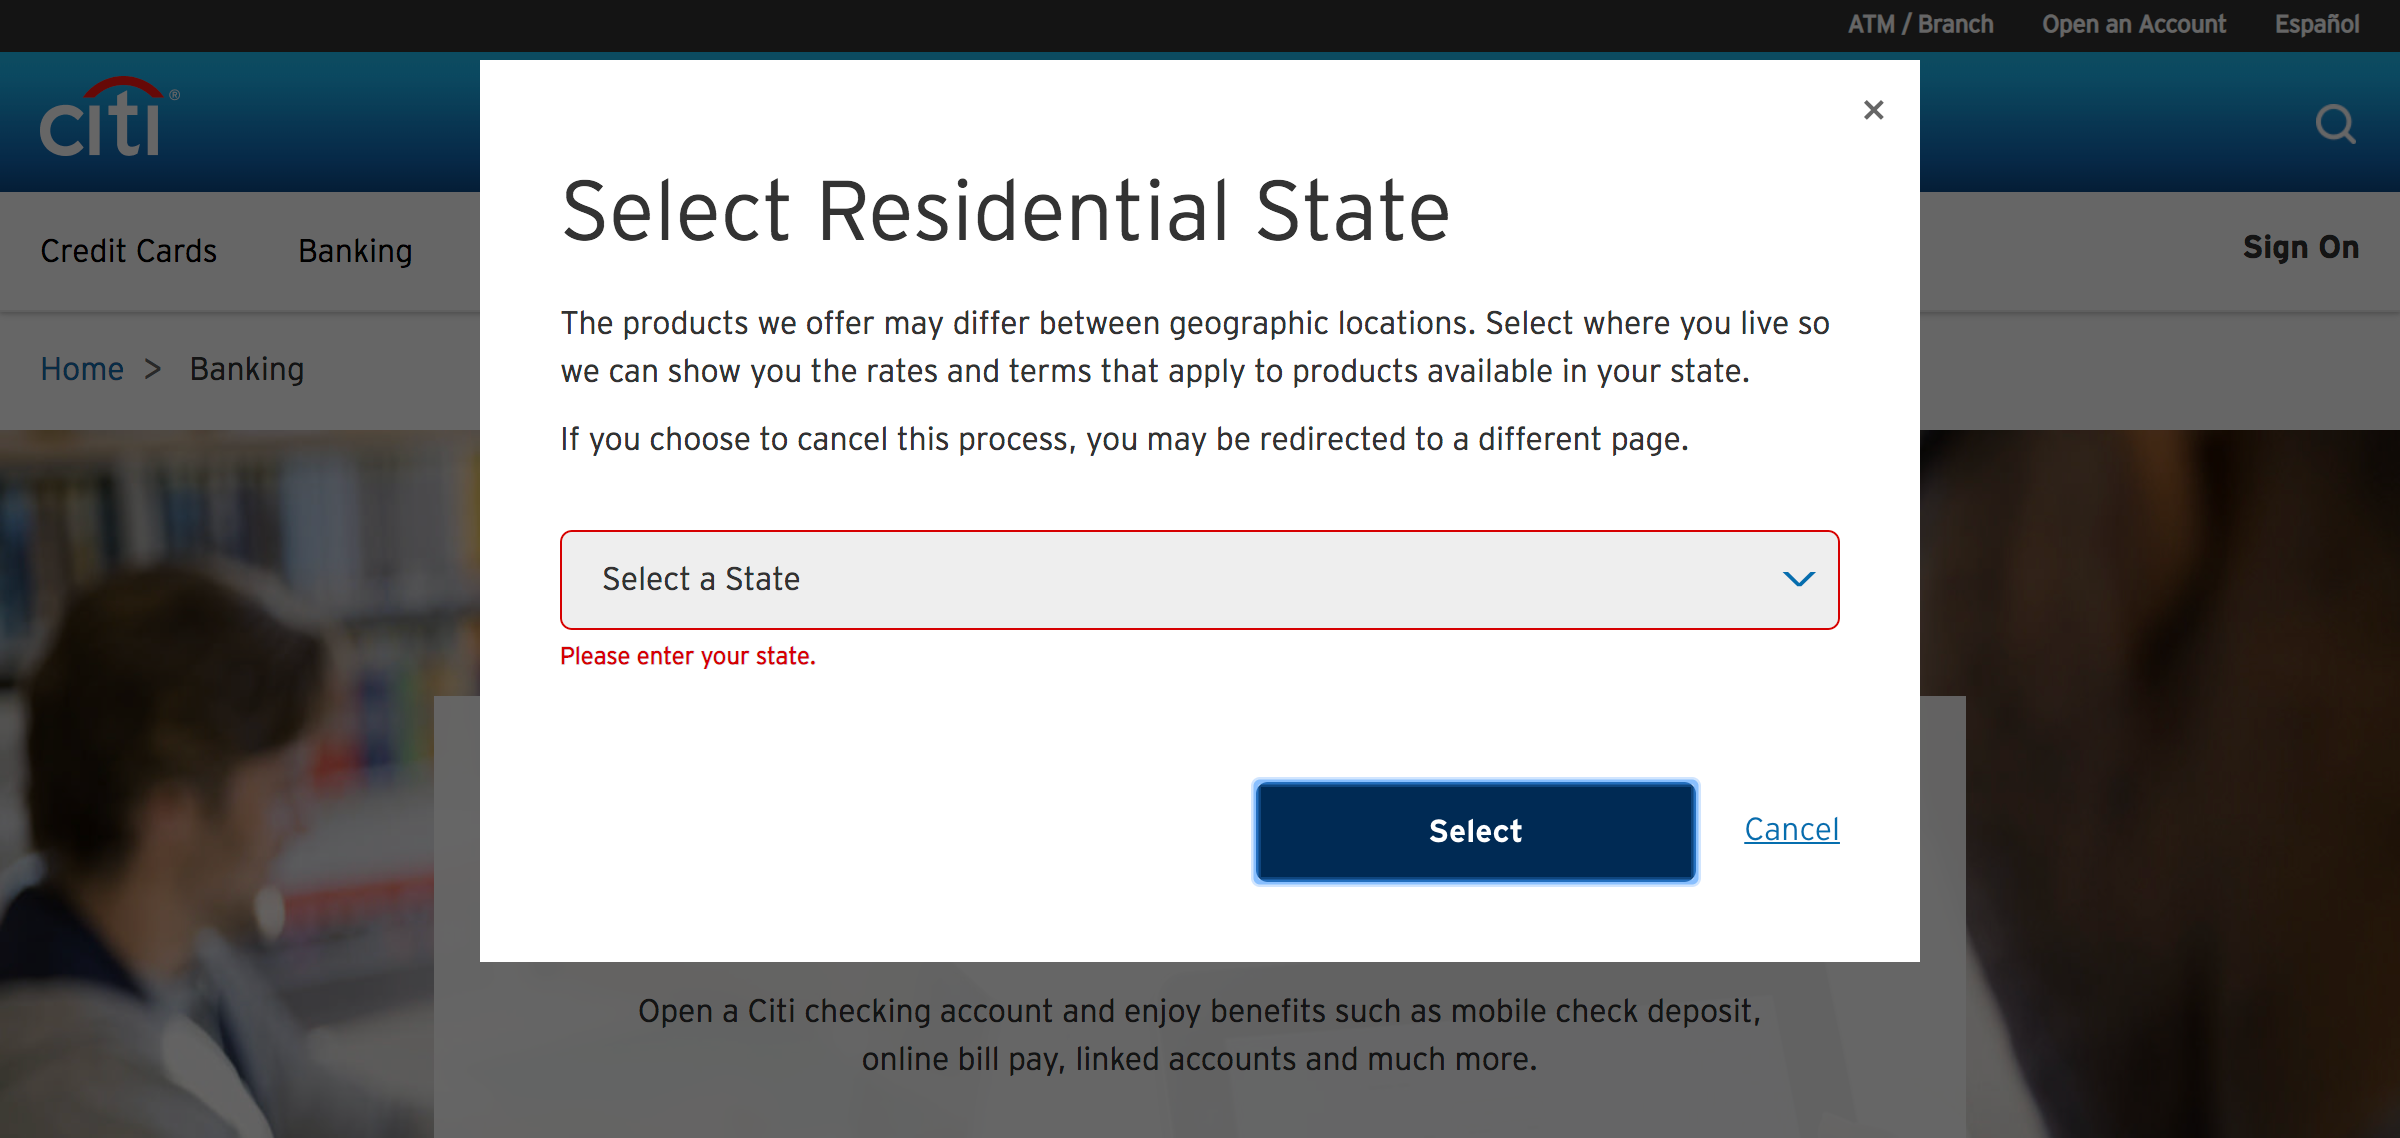 ATM / Branch
Open an Account
Español
citi®
×
Select Residential State
Credit Cards
Banking
Sign On
The products we offer may differ between geographic locations. Select where you live so
we can show you the rates and terms that apply to products available in your state.
Home > Banking
If you choose to cancel this process, you may be redirected to a different page.
Select a State
Please enter your state.
Select
Cancel
Open a Citi checking account and enjoy benefits such as mobile check deposit,
online bill pay, linked accounts and much more.